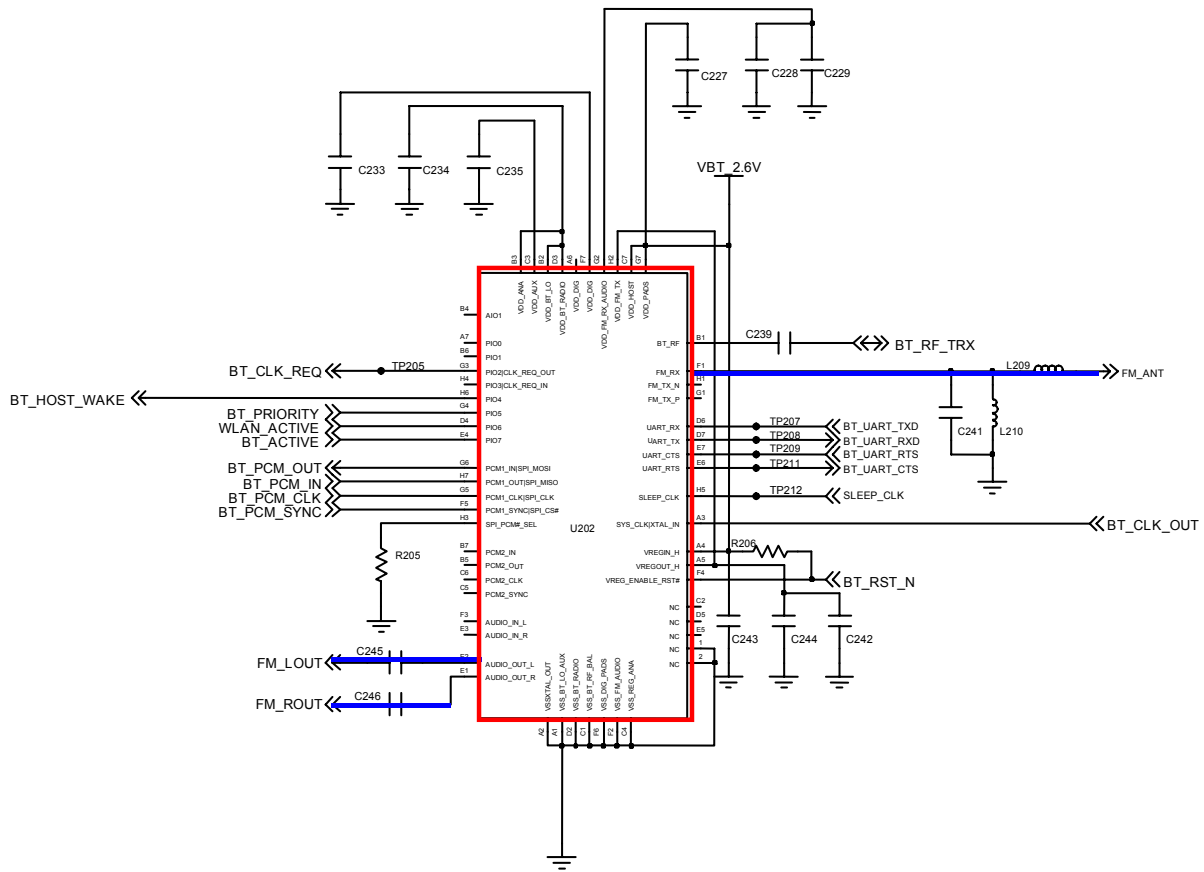 C227
C228
C229
C233
C234
C235
VBT_2.6V
B3
C3
B2
D3
A6
F7
G2
H2
C7
G7
VDD_ANA
VDD_AUX
VDD_BT_LO
VDD_BT_RADIO
VDD_DIG
VDD_DIG
VDD_FM_RX_AUDIO
VDD_FM_TX
VDD_HOST
VDD_PADS
B4
AIO1
A7
PIO0
B6
PIO1
BT_CLK_REQ
TP205
G3
PIO2|CLK_REQ_OUT
H4
PIO3|CLK_REQ_IN
BT_HOST_WAKE
H6
PIO4
BT_PRIORITY
G4
PIO5
WLAN_ACTIVE
D4
PIO6
BT_ACTIVE
E4
PIO7
BT_PCM_OUT
G6
PCM1_IN|SPI_MOSI
BT_PCM_IN
H7
PCM1_OUT|SPI_MISO
BT_PCM_CLK
G5
PCM1_CLK|SPI_CLK
BT_PCM_SYNC
F5
PCM1_SYNC|SPI_CS#
H3
SPI_PCM#_SEL
U202
R205
B7
PCM2_IN
B5
PCM2_OUT
C6
PCM2_CLK
C5
PCM2_SYNC
F3
AUDIO_IN_L
E3
AUDIO_IN_R
FM_LOUT
C245
E2
AUDIO_OUT_L
E1
AUDIO_OUT_R
FM_ROUT
C246
BT_RF
B1
C239
BT_RF_TRX
FM_RX
F1
L209
FM_ANT
FM_TX_N
H1
FM_TX_P
G1
C241
L210
UART_RX
D6
TP207
BT_UART_TXD
UART_TX
D7
TP208
BT_UART_RXD
UART_CTS
E7
TP209
BT_UART_RTS
UART_RTS
E6
TP211
BT_UART_CTS
SLEEP_CLK
H5
TP212
SLEEP_CLK
SYS_CLK|XTAL_IN
A3
BT_CLK_OUT
VREGIN_H
A4
R206
VREGOUT_H
A5
VREG_ENABLE_RST#
F4
BT_RST_N
NC
C2
NC
D5
NC
E5
NC
1
NC
2
C243
C244
C242
VSSXTAL_OUT
VSS_BT_LO_AUX
VSS_BT_RADIO
VSS_BT_RF_BAL
VSS_DIG_PADS
VSS_FM_AUDIO
VSS_REG_ANA
A2
A1
D2
C1
F6
F2
C4